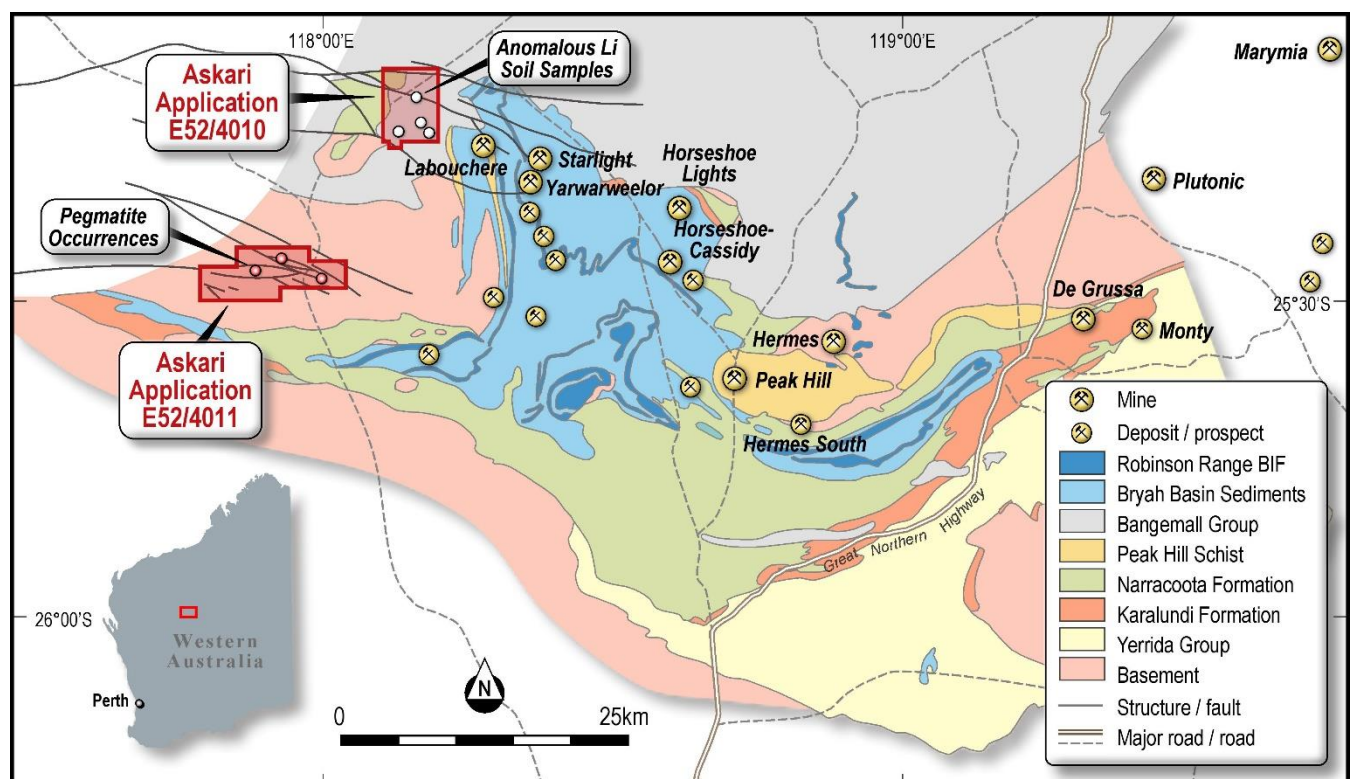 118°00'E
119°00'E
Marymia
Anomalous Li
Soil Samples
Askari
Application
E52/4010
Labouchere
Starlight
Yarwarweelor
Horseshoe
Lights
Plutonic
Pegmatite
Occurrences
Horseshoe-
Cassidy
De Grussa
25°30'S
Monty
Hermes
Askari
Application
E52/4011
Peak Hill
Hermes South
Mine
Deposit / prospect
Robinson Range BIF
Bryah Basin Sediments
Bangemall Group
Peak Hill Schist
Narracoota Formation
Karalundi Formation
Yerrida Group
Basement
Structure / fault
Major road / road
Great Northern Highway
26°00'S
Western
Australia
Perth
N
0
25km